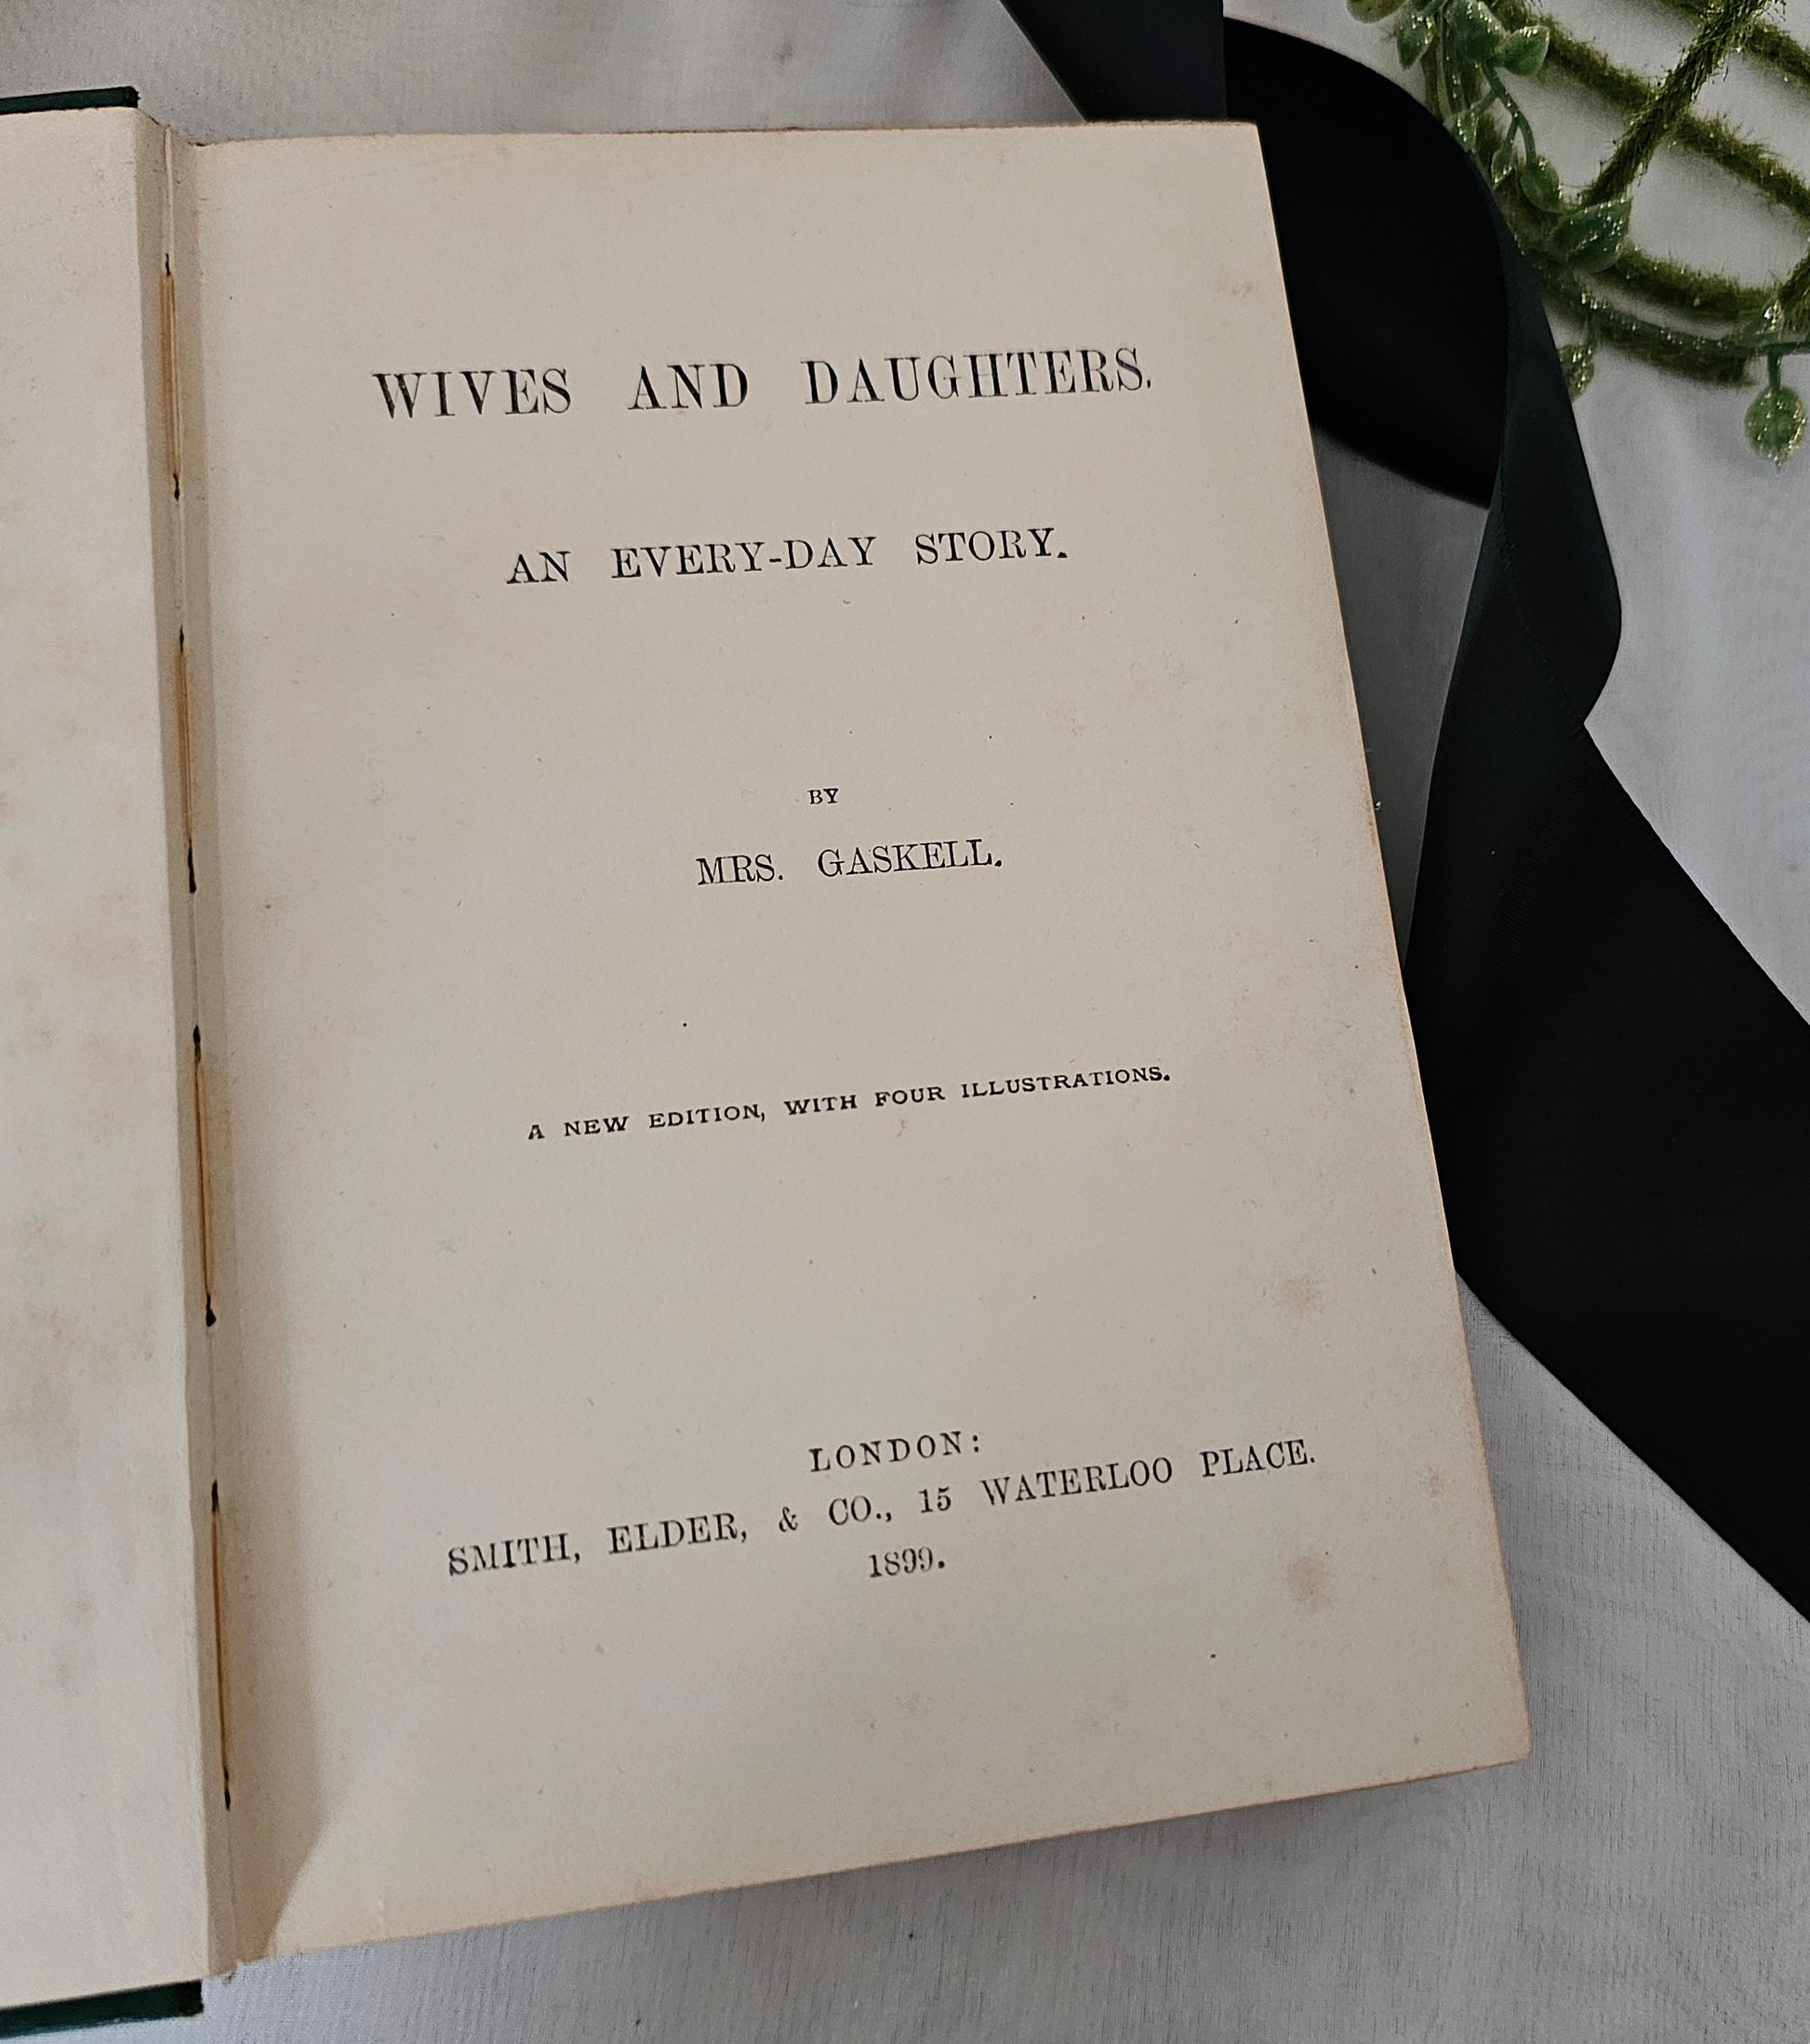 WIVES AND DAUGHTERS.
AN EVERY-DAY STORY.
BY
MRS. GASKELL.
A NEW EDITION, WITH FOUR ILLUSTRATIONS.
LONDON:
SMITH, ELDER, & CO., 15 WATERLOO PLACE.
1899.